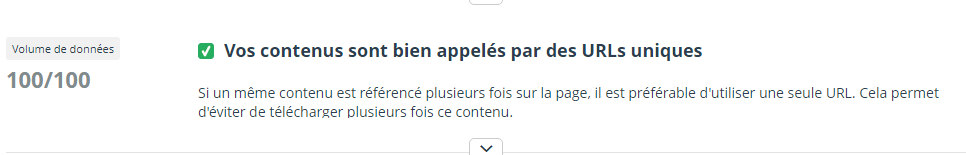 Volume de données
100/100
Vos contenus sont bien appelés par des URLs uniques
Si un même contenu est référencé plusieurs fois sur la page, il est préférable d'utiliser une seule URL. Cela permet
d'éviter de télécharger plusieurs fois ce contenu.